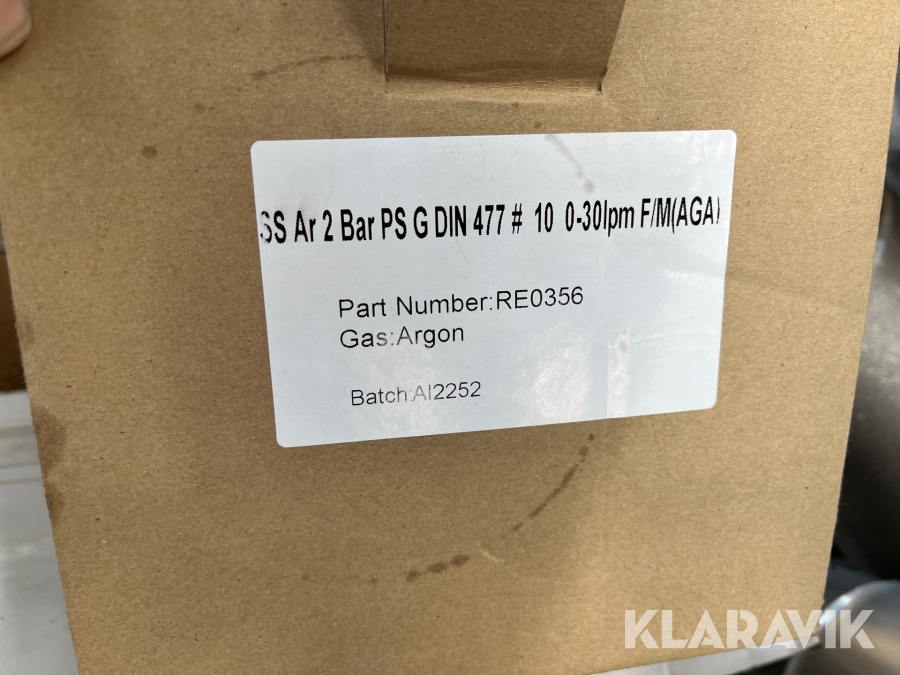 SS Ar 2 Bar PS G DIN 477 # 10 0-30lpm F/M(AGA)
Part Number:RE0356
Gas:Argon
Batch:AI2252
KLARAVIK